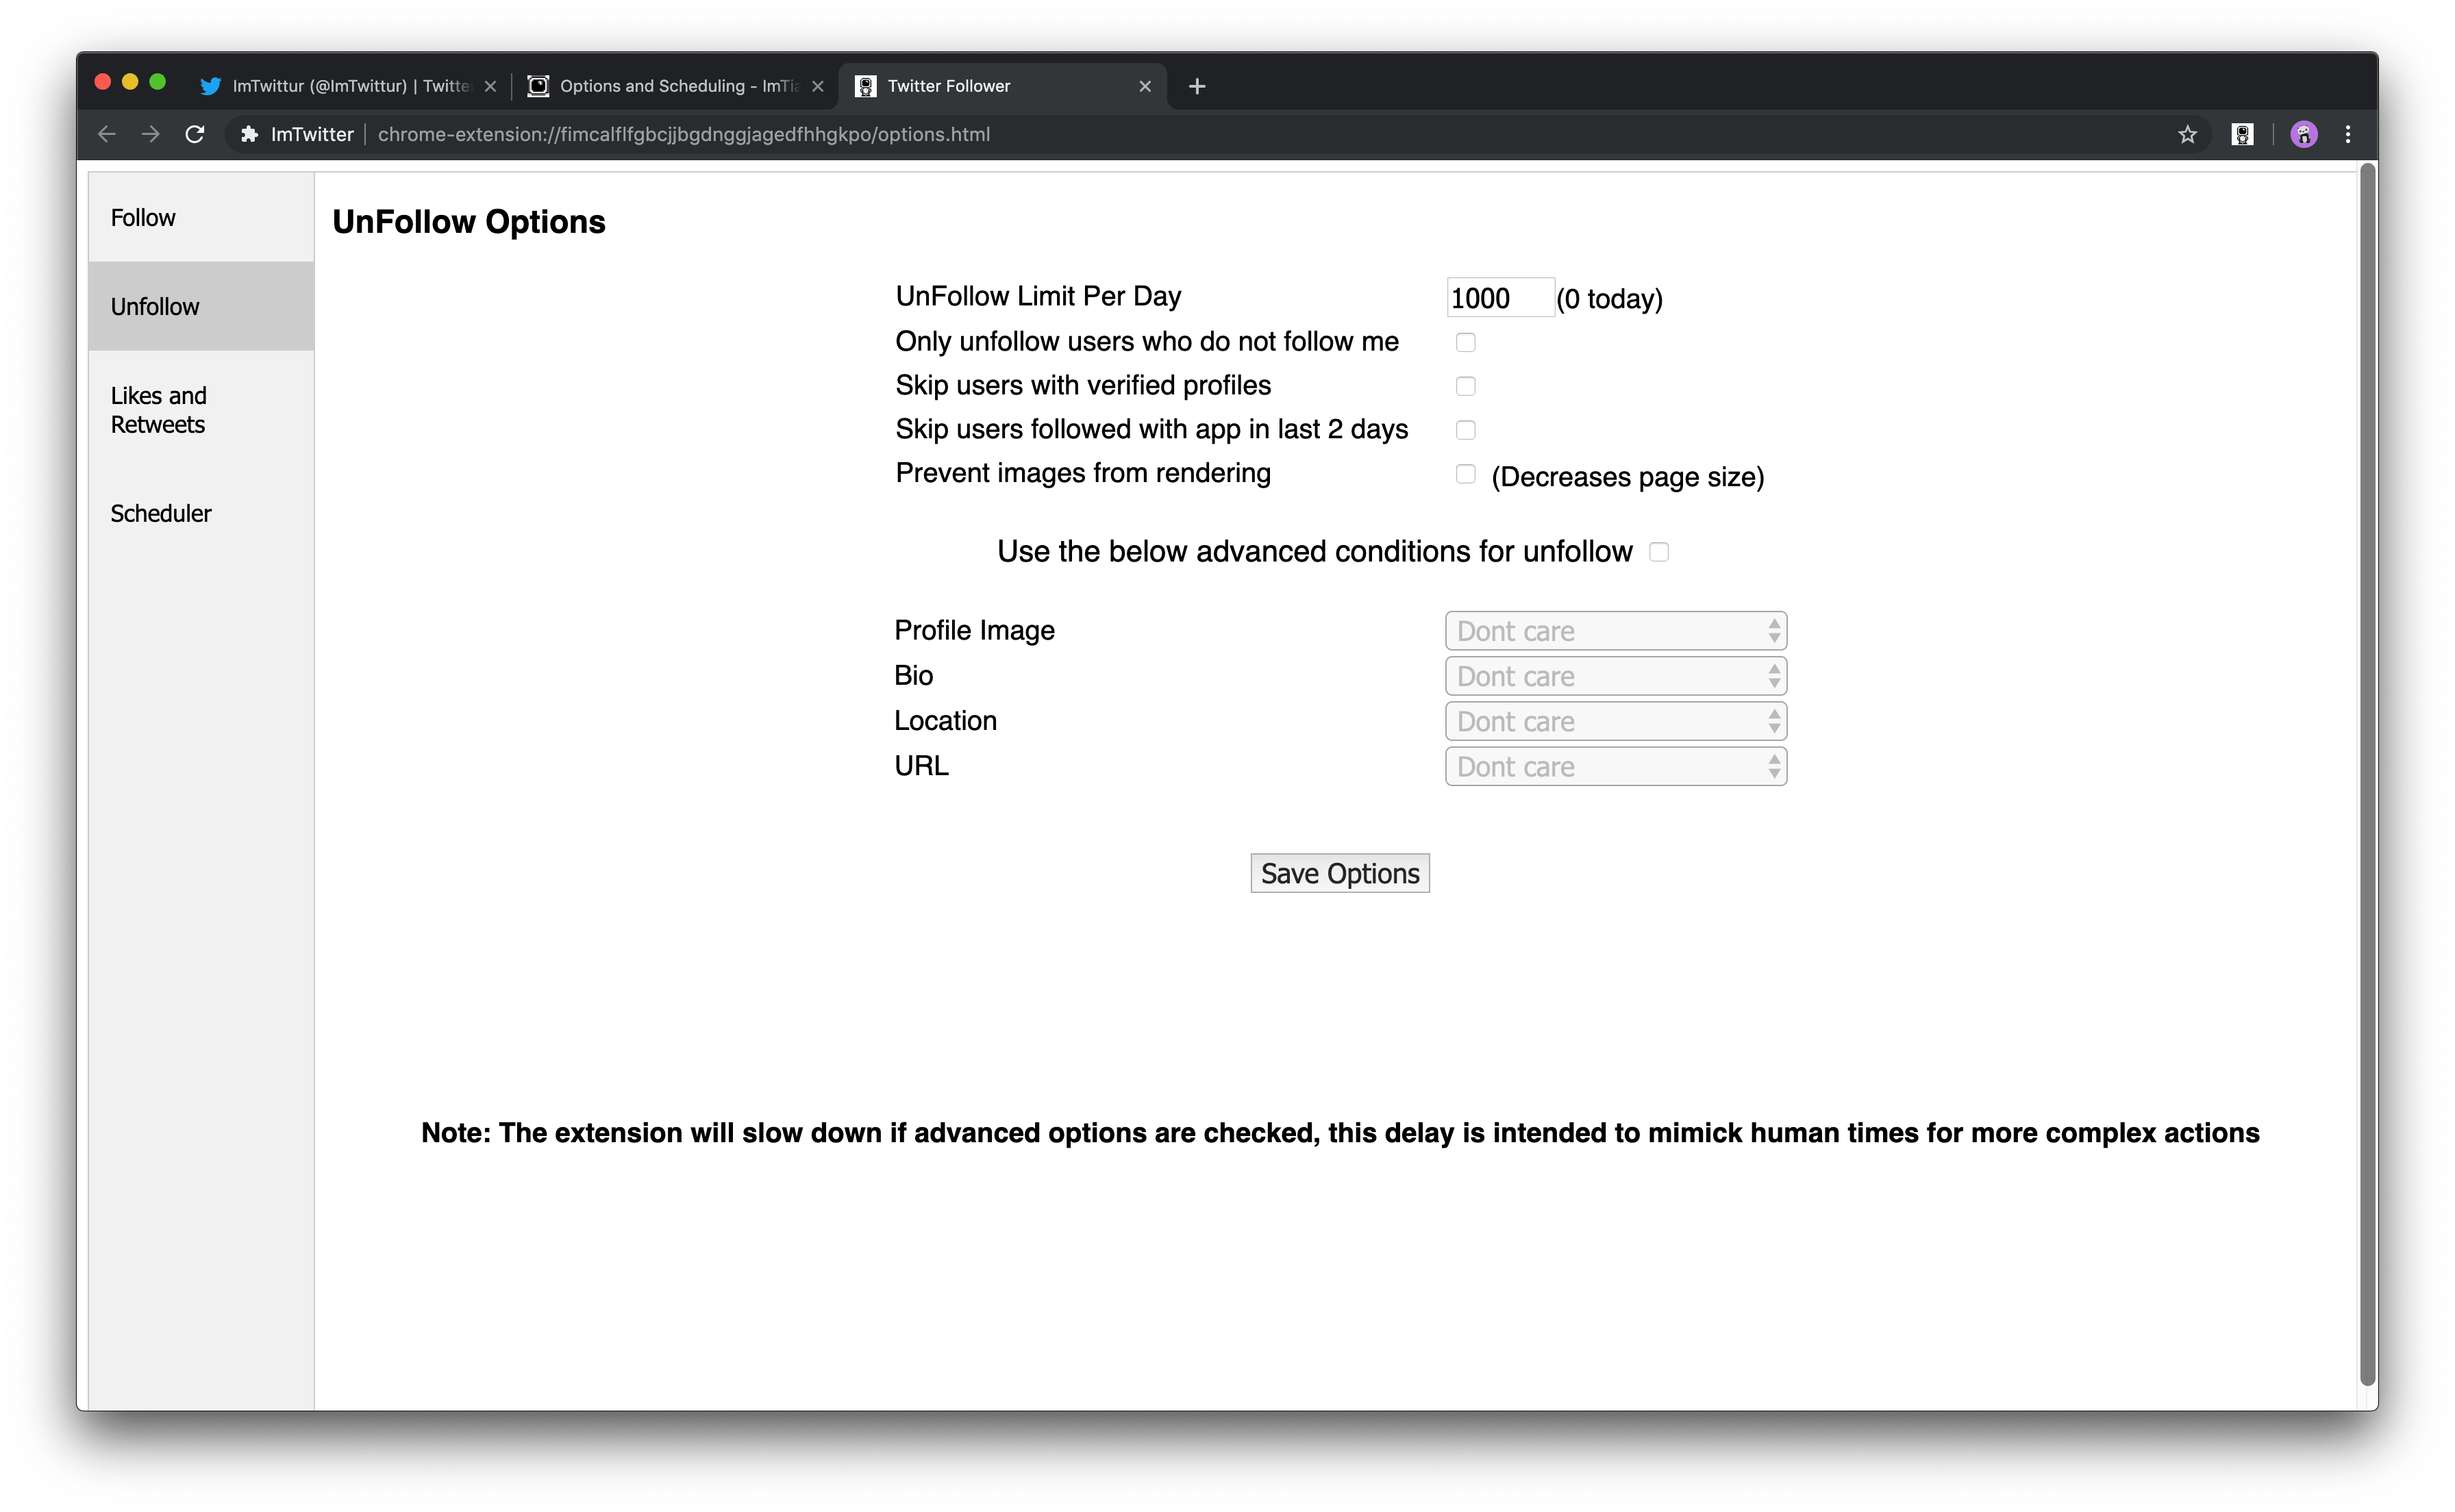 ImTwittur (@ImTwittur) | Twitte
Options and Scheduling - ImTia
Twitter Follower
ImTwitter
chrome-extension://fimcalflfgbcjjbgdnggjagedfhhgkpo/options.html
Follow
Unfollow
Likes and
Retweets
Scheduler
UnFollow Options
UnFollow Limit Per Day 1000 (0 today)
Only unfollow users who do not follow me
Skip users with verified profiles
Skip users followed with app in last 2 days
Prevent images from rendering (Decreases page size)
Use the below advanced conditions for unfollow
Profile Image Dont care
Bio Dont care
Location Dont care
URL Dont care
Save Options
Note: The extension will slow down if advanced options are checked, this delay is intended to mimick human times for more complex actions